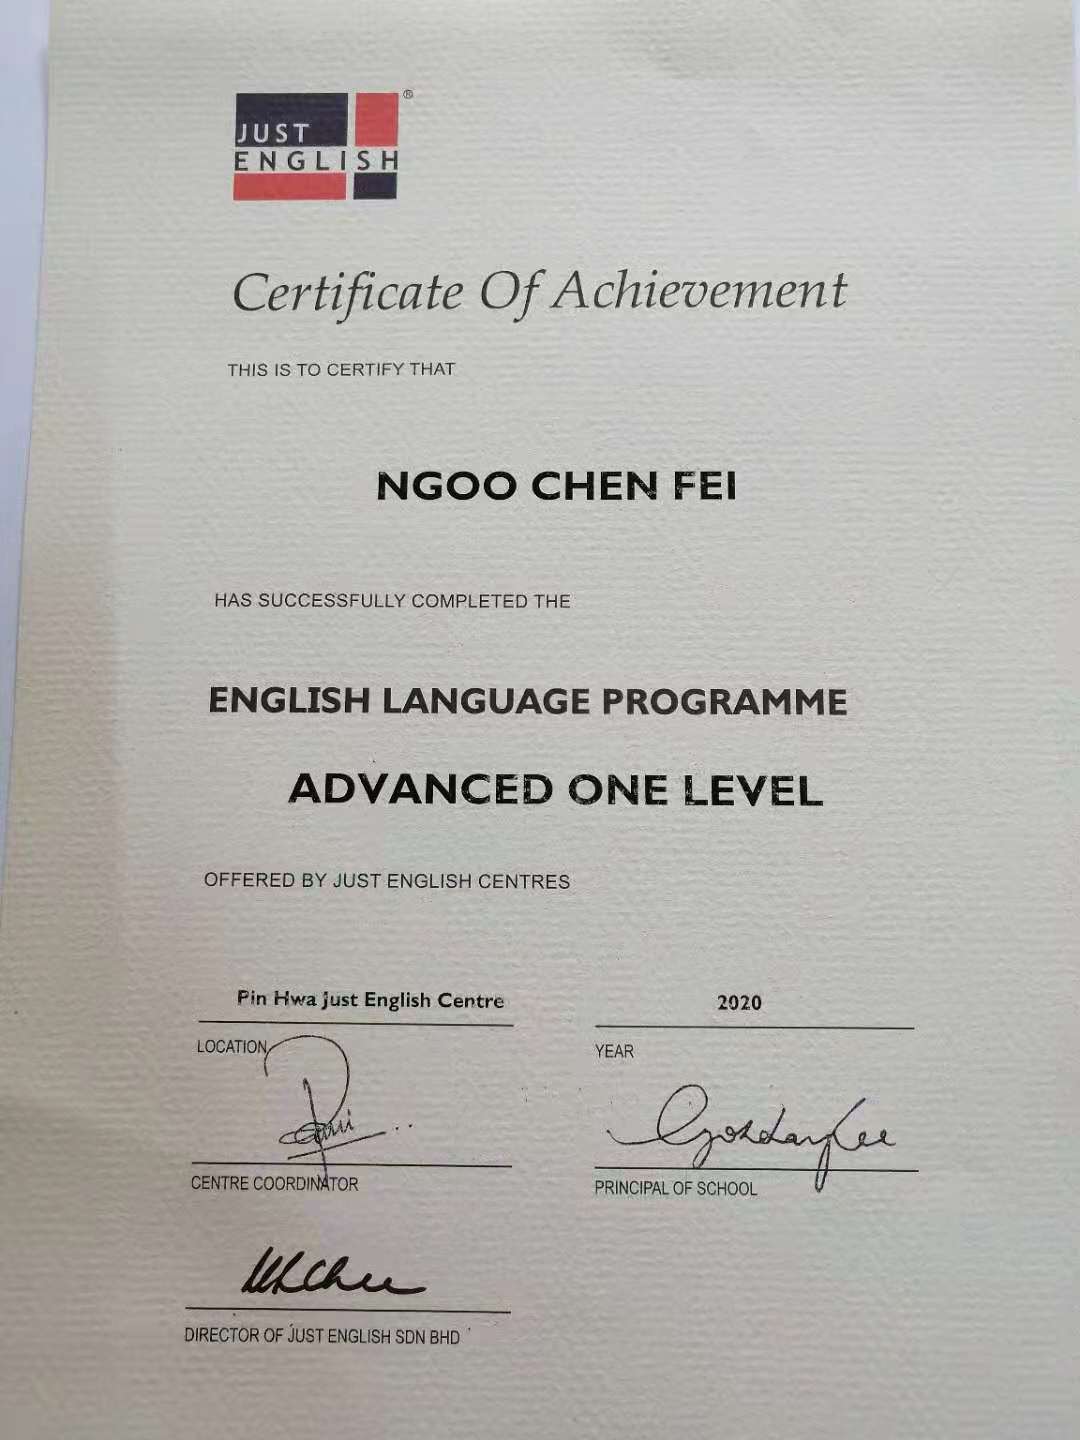 JUST
ENGLISH ®
Certificate Of Achievement
THIS IS TO CERTIFY THAT
NGOO CHEN FEI
HAS SUCCESSFULLY COMPLETED THE
ENGLISH LANGUAGE PROGRAMME
ADVANCED ONE LEVEL
OFFERED BY JUST ENGLISH CENTRES
Pin Hwa Just English Centre
2020
LOCATION
YEAR
CENTRE COORDINATOR
PRINCIPAL OF SCHOOL
DIRECTOR OF JUST ENGLISH SDN BHD